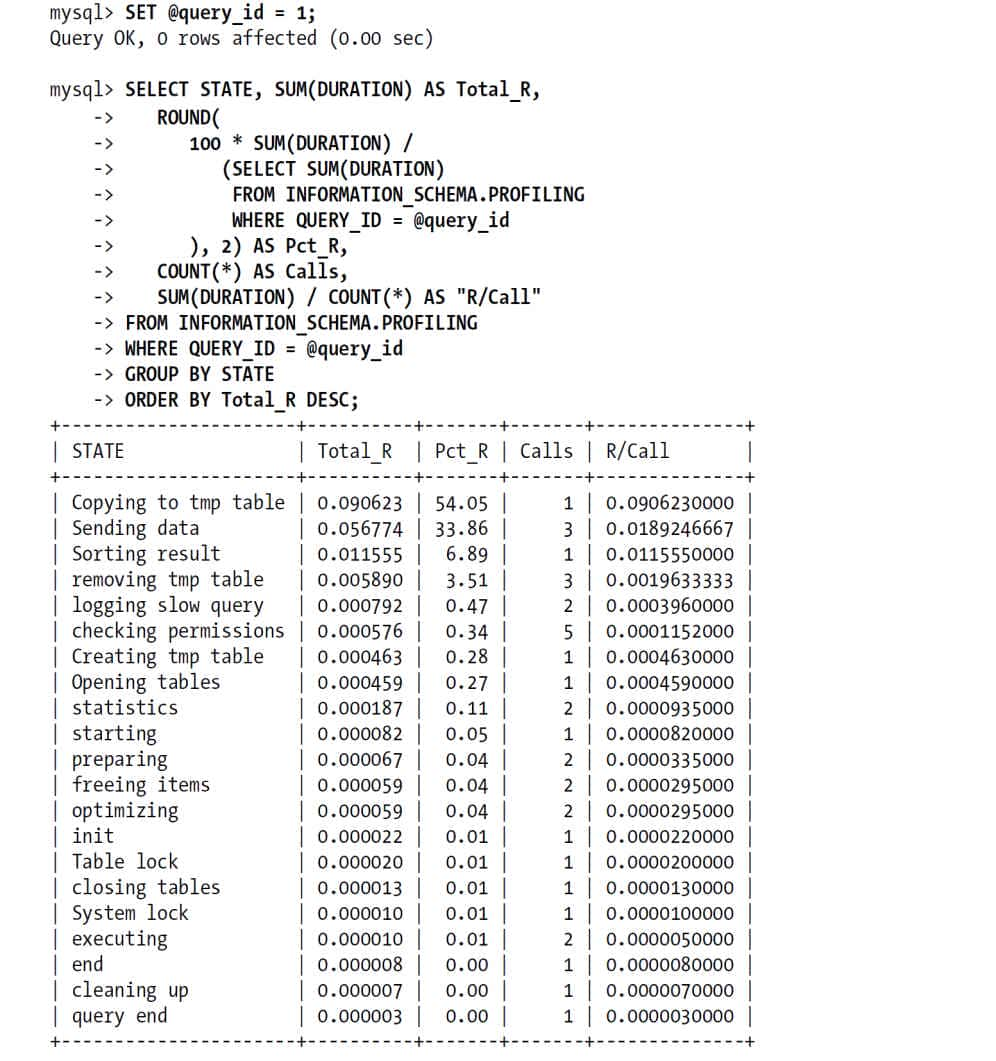 mysql> SET @query_id = 1;
Query OK, 0 rows affected (0.00 sec)

mysql> SELECT STATE, SUM(DURATION) AS Total_R,
    ->    ROUND(
    ->       100 * SUM(DURATION) /
    ->          (SELECT SUM(DURATION)
    ->           FROM INFORMATION_SCHEMA.PROFILING
    ->           WHERE QUERY_ID = @query_id
    ->       ), 2) AS Pct_R,
    ->    COUNT(*) AS Calls,
    ->    SUM(DURATION) / COUNT(*) AS "R/Call"
    -> FROM INFORMATION_SCHEMA.PROFILING
    -> WHERE QUERY_ID = @query_id
    -> GROUP BY STATE
    -> ORDER BY Total_R DESC;
+----------------------+----------+-------+-------+--------------+
| STATE                | Total_R  | Pct_R | Calls | R/Call       |
+----------------------+----------+-------+-------+--------------+
| Copying to tmp table | 0.090623 | 54.05 |     1 | 0.0906230000 |
| Sending data         | 0.056774 | 33.86 |     3 | 0.0189246667 |
| Sorting result       | 0.011555 |  6.89 |     1 | 0.0115550000 |
| removing tmp table   | 0.005890 |  3.51 |     3 | 0.0019633333 |
| logging slow query   | 0.000792 |  0.47 |     2 | 0.0003960000 |
| checking permissions | 0.000576 |  0.34 |     5 | 0.0001152000 |
| Creating tmp table   | 0.000463 |  0.28 |     1 | 0.0004630000 |
| Opening tables       | 0.000459 |  0.27 |     1 | 0.0004590000 |
| statistics           | 0.000187 |  0.11 |     2 | 0.0000935000 |
| starting             | 0.000082 |  0.05 |     1 | 0.0000820000 |
| preparing            | 0.000067 |  0.04 |     2 | 0.0000335000 |
| freeing items        | 0.000059 |  0.04 |     2 | 0.0000295000 |
| optimizing           | 0.000059 |  0.04 |     2 | 0.0000295000 |
| init                 | 0.000022 |  0.01 |     1 | 0.0000220000 |
| Table lock           | 0.000020 |  0.01 |     1 | 0.0000200000 |
| closing tables       | 0.000013 |  0.01 |     1 | 0.0000130000 |
| System lock          | 0.000010 |  0.01 |     1 | 0.0000100000 |
| executing            | 0.000010 |  0.01 |     2 | 0.0000050000 |
| end                  | 0.000008 |  0.00 |     1 | 0.0000080000 |
| cleaning up          | 0.000007 |  0.00 |     1 | 0.0000070000 |
| query end            | 0.000003 |  0.00 |     1 | 0.0000030000 |
+----------------------+----------+-------+-------+--------------+